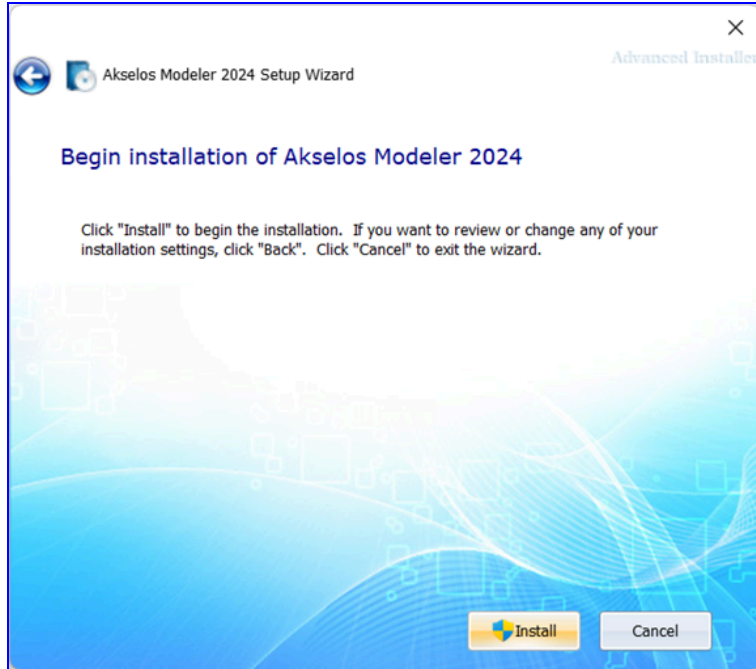 Advanced Installer
Akselos Modeler 2024 Setup Wizard
Begin installation of Akselos Modeler 2024
Click "Install" to begin the installation.  If you want to review or change any of your
installation settings, click "Back".  Click "Cancel" to exit the wizard.
Install
Cancel